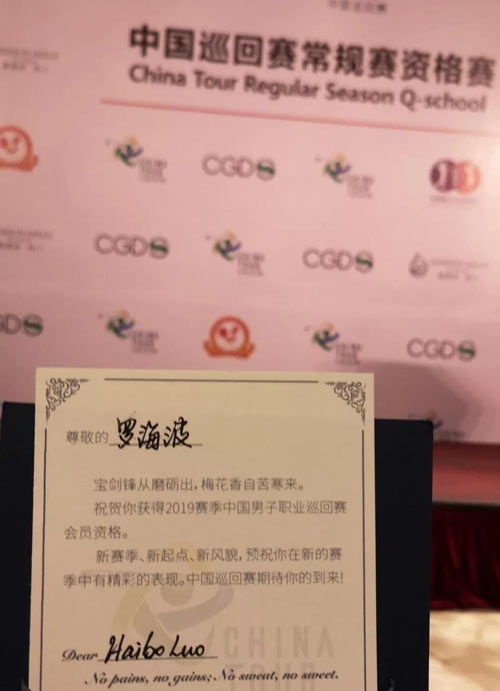 中国巡回赛常规赛资格赛
China Tour Regular Season Q-school
CGDS
CGDS
CGDS
CGDS
尊敬的 罗海波
宝剑锋从磨砺出，梅花香自苦寒来。
祝贺你获得2019赛季中国男子职业巡回赛
会员资格。
新赛季、新起点、新风貌，预祝你在新的赛
季中有精彩的表现。中国巡回赛期待你的到来!
CHINA
TOUR
Dear Haibo Luo
No pains, no gains; No sweat, no sweet.